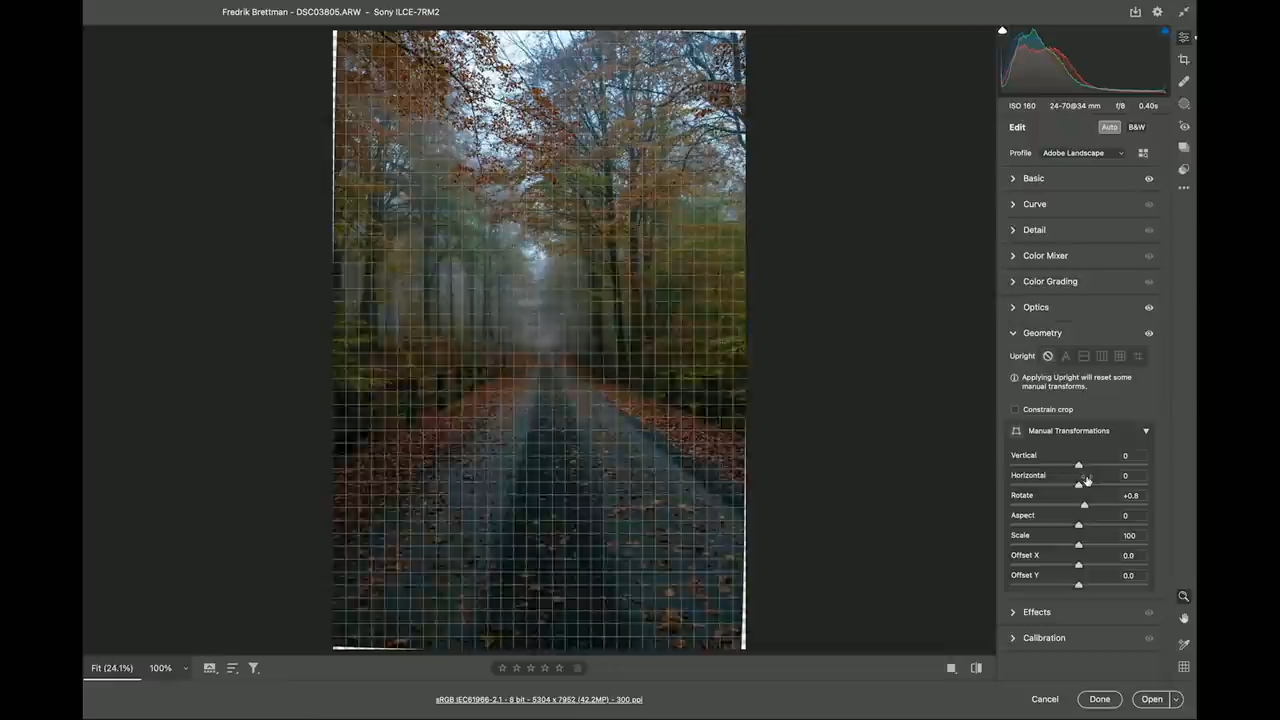 Fredrik Brettman - DSC03805.ARW - Sony ILCE-7RM2
ISO 160 24-70@34 mm f/8 0.40s
Edit Auto B&W
Profile Adobe Landscape
Basic
Curve
Detail
Color Mixer
Color Grading
Optics
Geometry
Upright A
Applying Upright will reset some
manual transforms.
Constrain crop
Manual Transformations
Vertical 0
Horizontal 0
Rotate +0.8
Aspect 0
Scale 100
Offset X 0.0
Offset Y 0.0
Effects
Calibration
Fit (24.1%) 100%
sRGB IEC61966-2.1 - 8 bit - 5304 x 7952 (42.2MP) - 300 ppi
Cancel Done Open